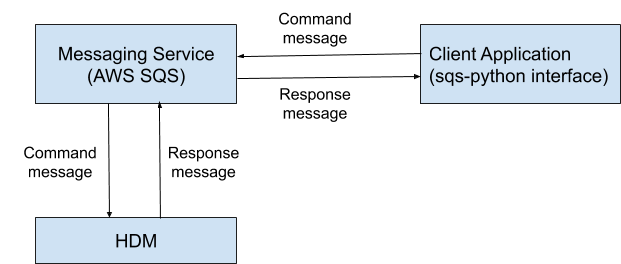 Command
message
Messaging Service
(AWS SQS)
Client Application
(sqs-python interface)
Response
message
Command
message
Response
message
HDM